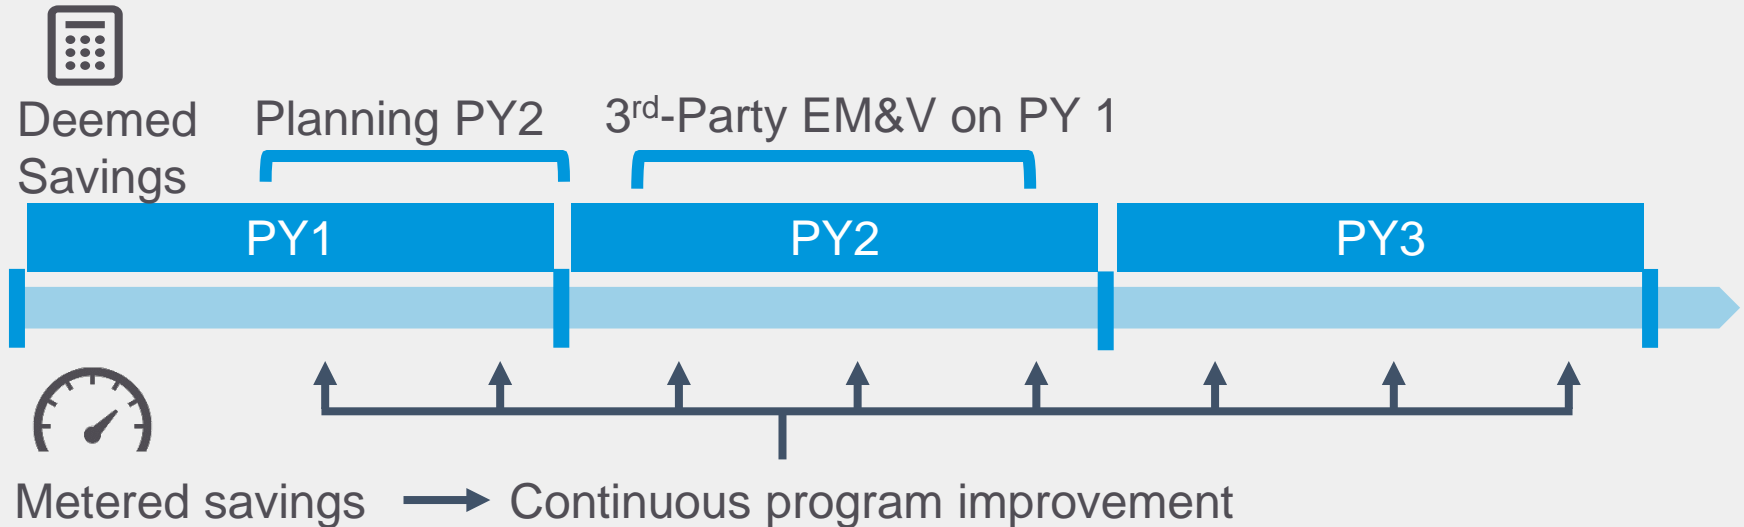 Deemed
Savings
Planning PY2
3rd-Party EM&V on PY 1
PY1
PY2
PY3
Metered savings
Continuous program improvement